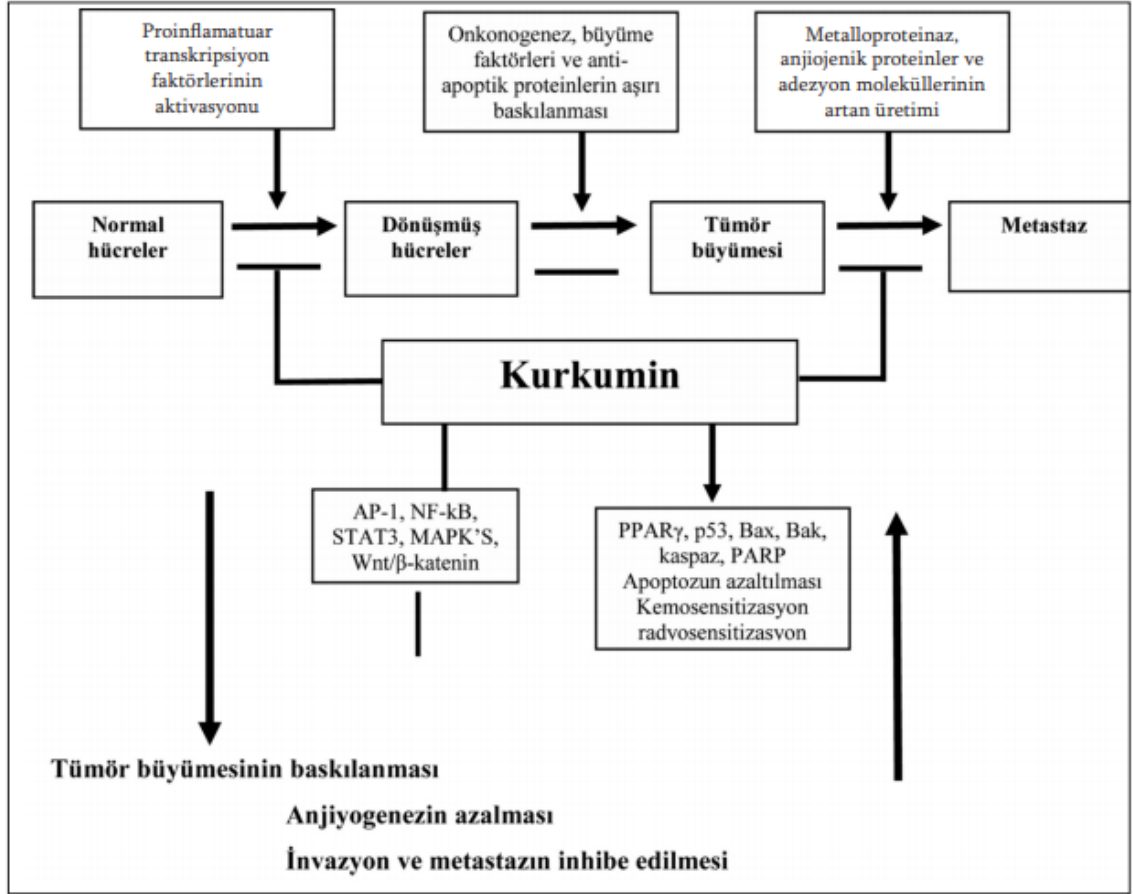 Proinflamatuar
transkripsiyon
faktörlerinin
aktivasyonu
Onkonogenez, büyüme
faktörleri ve anti-
apoptik proteinlerin aşırı
baskılanması
Metalloproteinaz,
anjiojenik proteinler ve
adezyon moleküllerinin
artan üretimi
Normal
hücreler
Dönüşmüş
hücreler
Tümör
büyümesi
Metastaz
Kurkumin
AP-1, NF-kB,
STAT3, MAPK'S,
Wnt/β-katenin
PPARγ, p53, Bax, Bak,
kaspaz, PARP
Apoptozun azaltılması
Kemosensitizasyon
radvosensitizasvon
Tümör büyümesinin baskılanması
Anjiyogenezin azalması
İnvazyon ve metastazın inhibe edilmesi